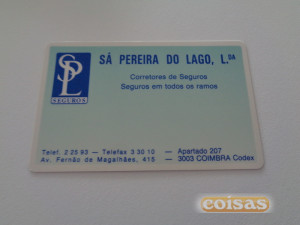 SPL
SEGUROS
SÁ PEREIRA DO LAGO, L.DA
Corretores de Seguros
Seguros em todos os ramos
Telef. 2 25 93 — Telefax 3 30 10 — Apartado 207
Av. Fernão de Magalhães, 415 — 3003 COIMBRA Codex
coisas